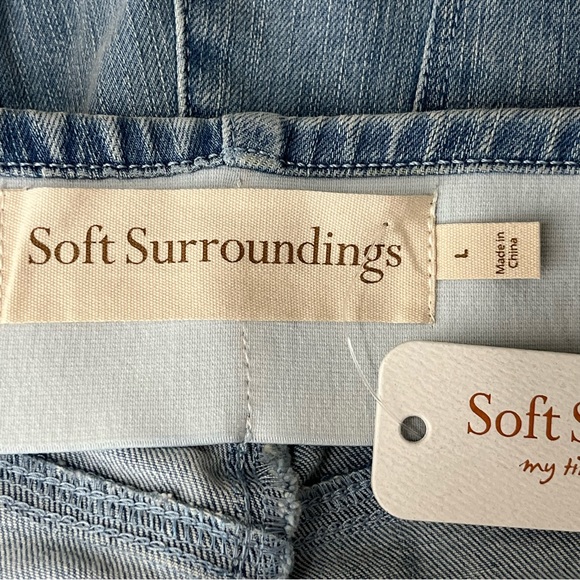 Soft Surroundings
L
Made in
China
Soft
my